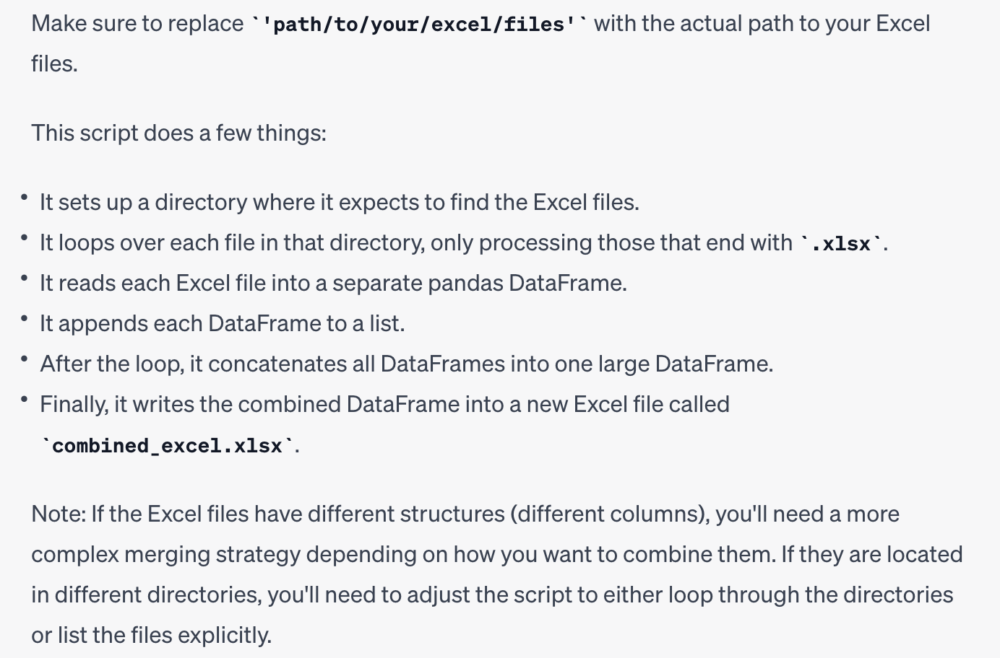 Make sure to replace `'path/to/your/excel/files'` with the actual path to your Excel
files.
This script does a few things:
• It sets up a directory where it expects to find the Excel files.
• It loops over each file in that directory, only processing those that end with `.xlsx`.
• It reads each Excel file into a separate pandas DataFrame.
• It appends each DataFrame to a list.
• After the loop, it concatenates all DataFrames into one large DataFrame.
• Finally, it writes the combined DataFrame into a new Excel file called
`combined_excel.xlsx`.
Note: If the Excel files have different structures (different columns), you'll need a more
complex merging strategy depending on how you want to combine them. If they are located
in different directories, you'll need to adjust the script to either loop through the directories
or list the files explicitly.